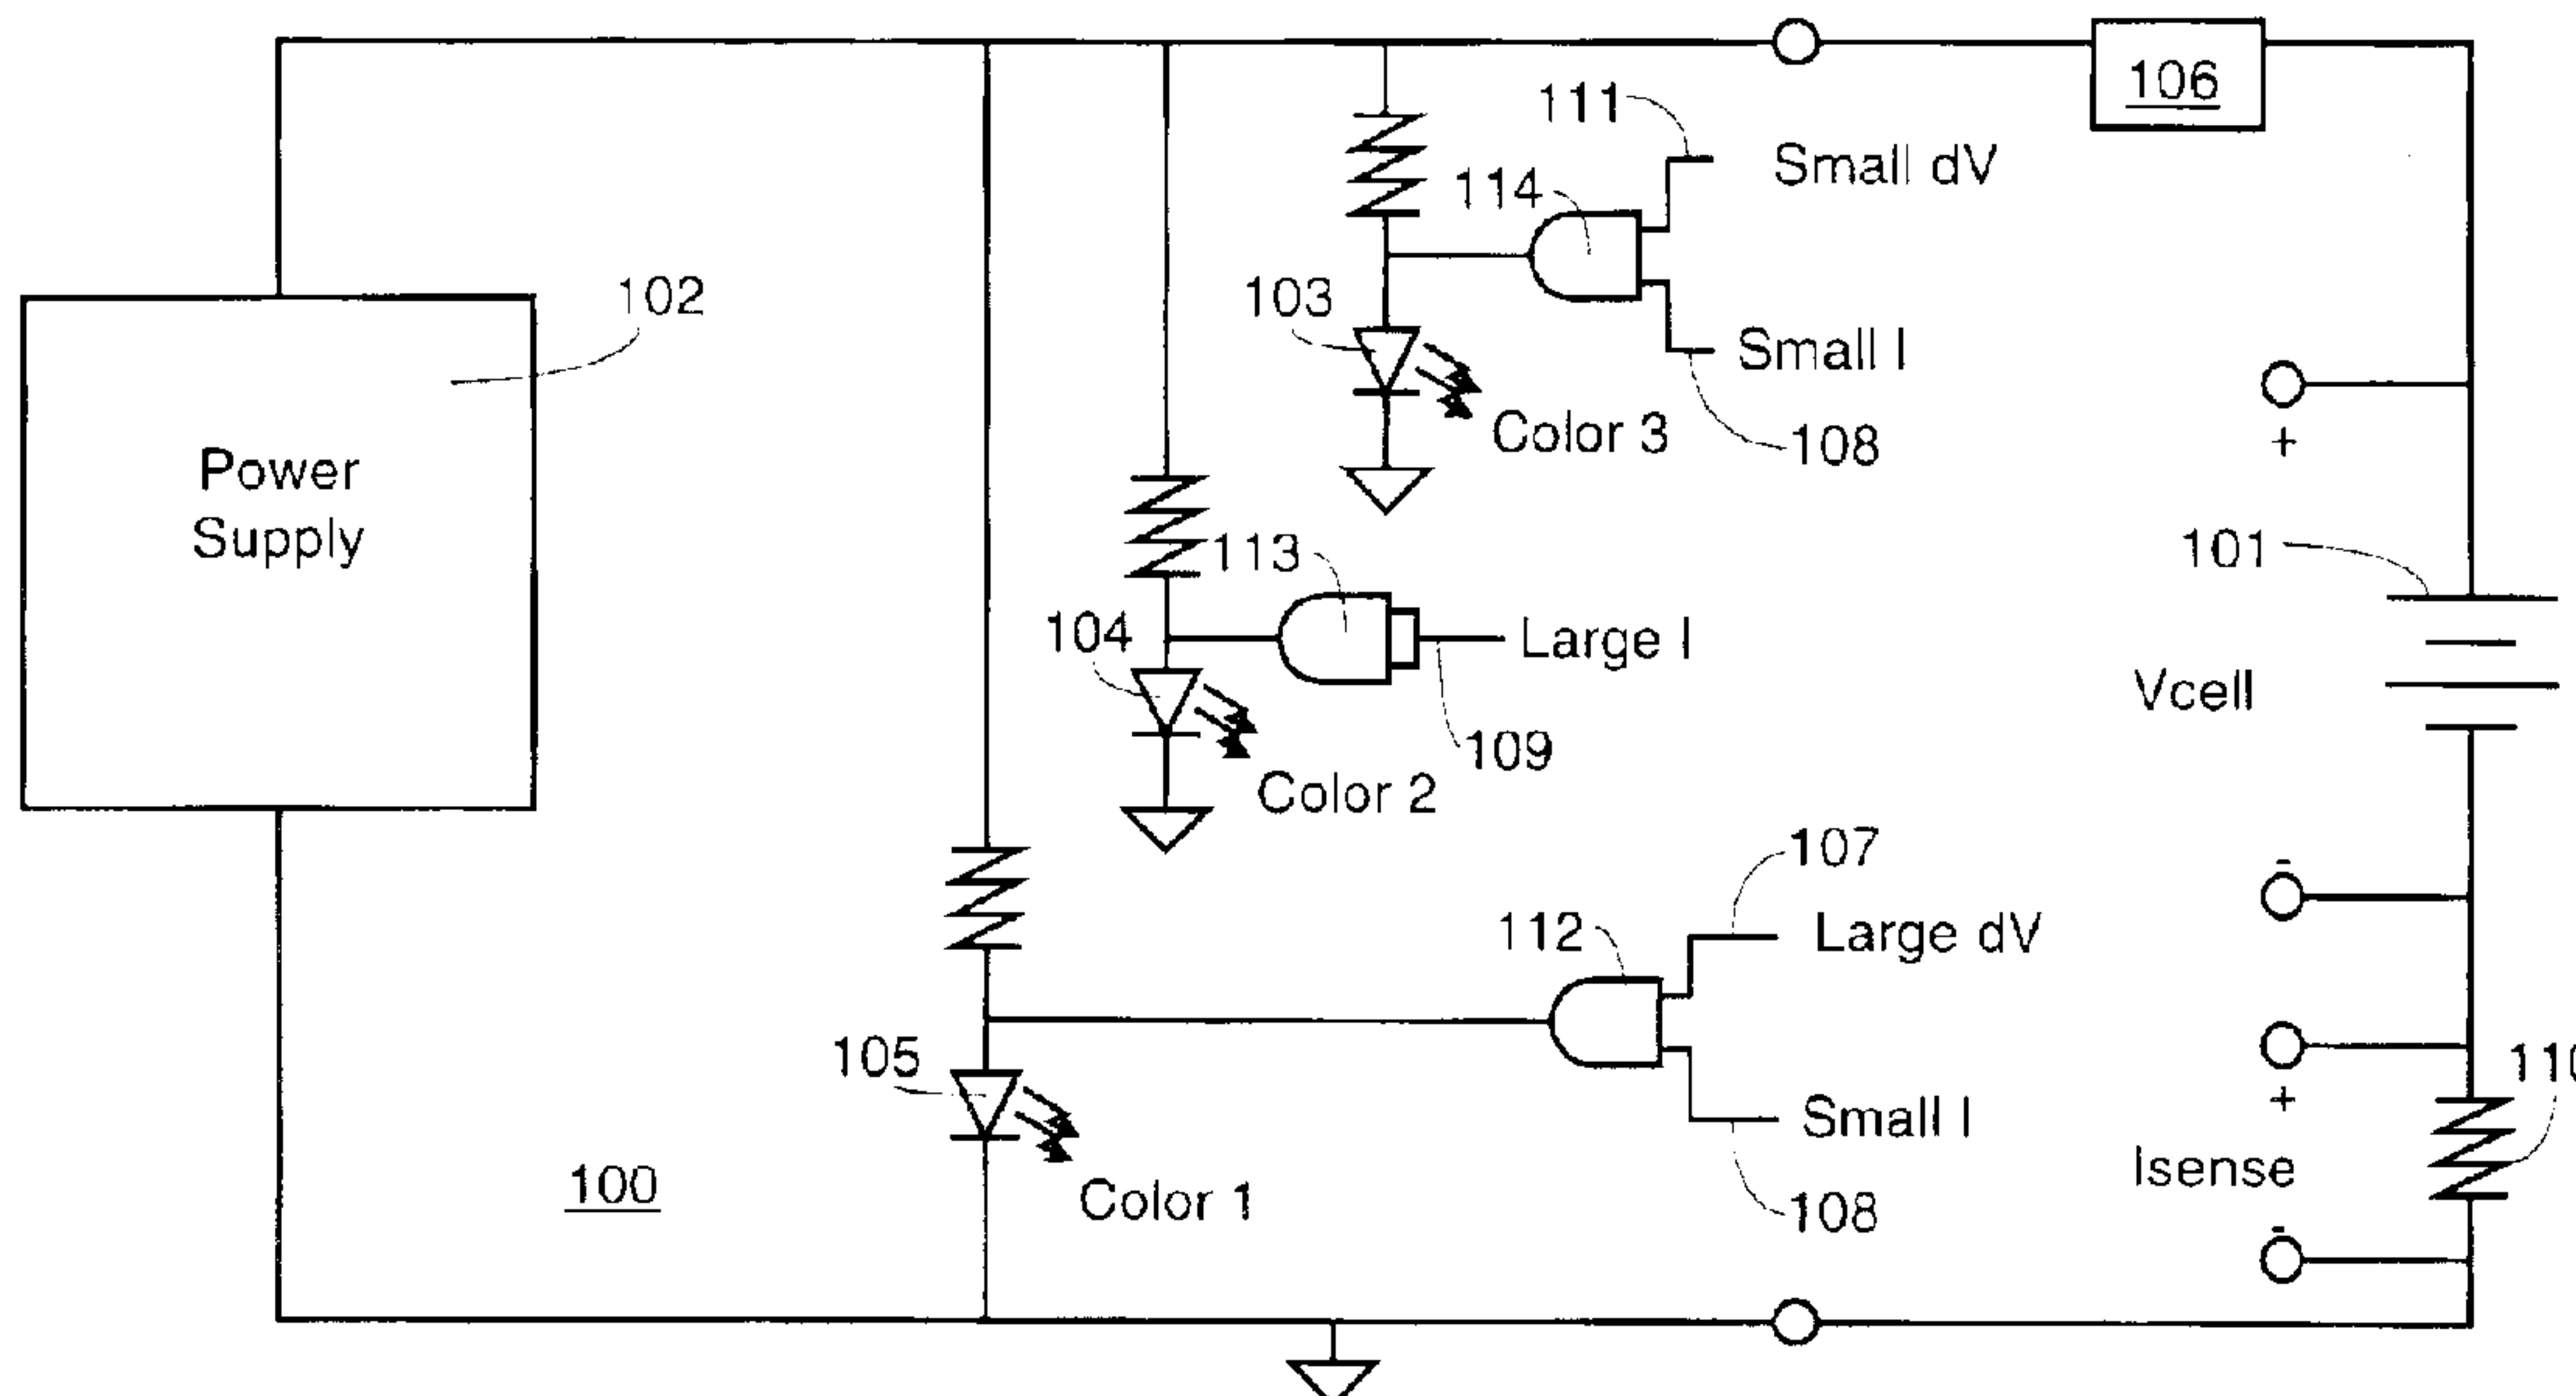 106
111
Small dV
114
102
103
Small I
Color 3
108
+
Power
Supply
113
101
104
Large I
Vcell
109
Color 2
107
-
112
Large dV
105
110
+
Small I
Isense
100
Color 1
108
-